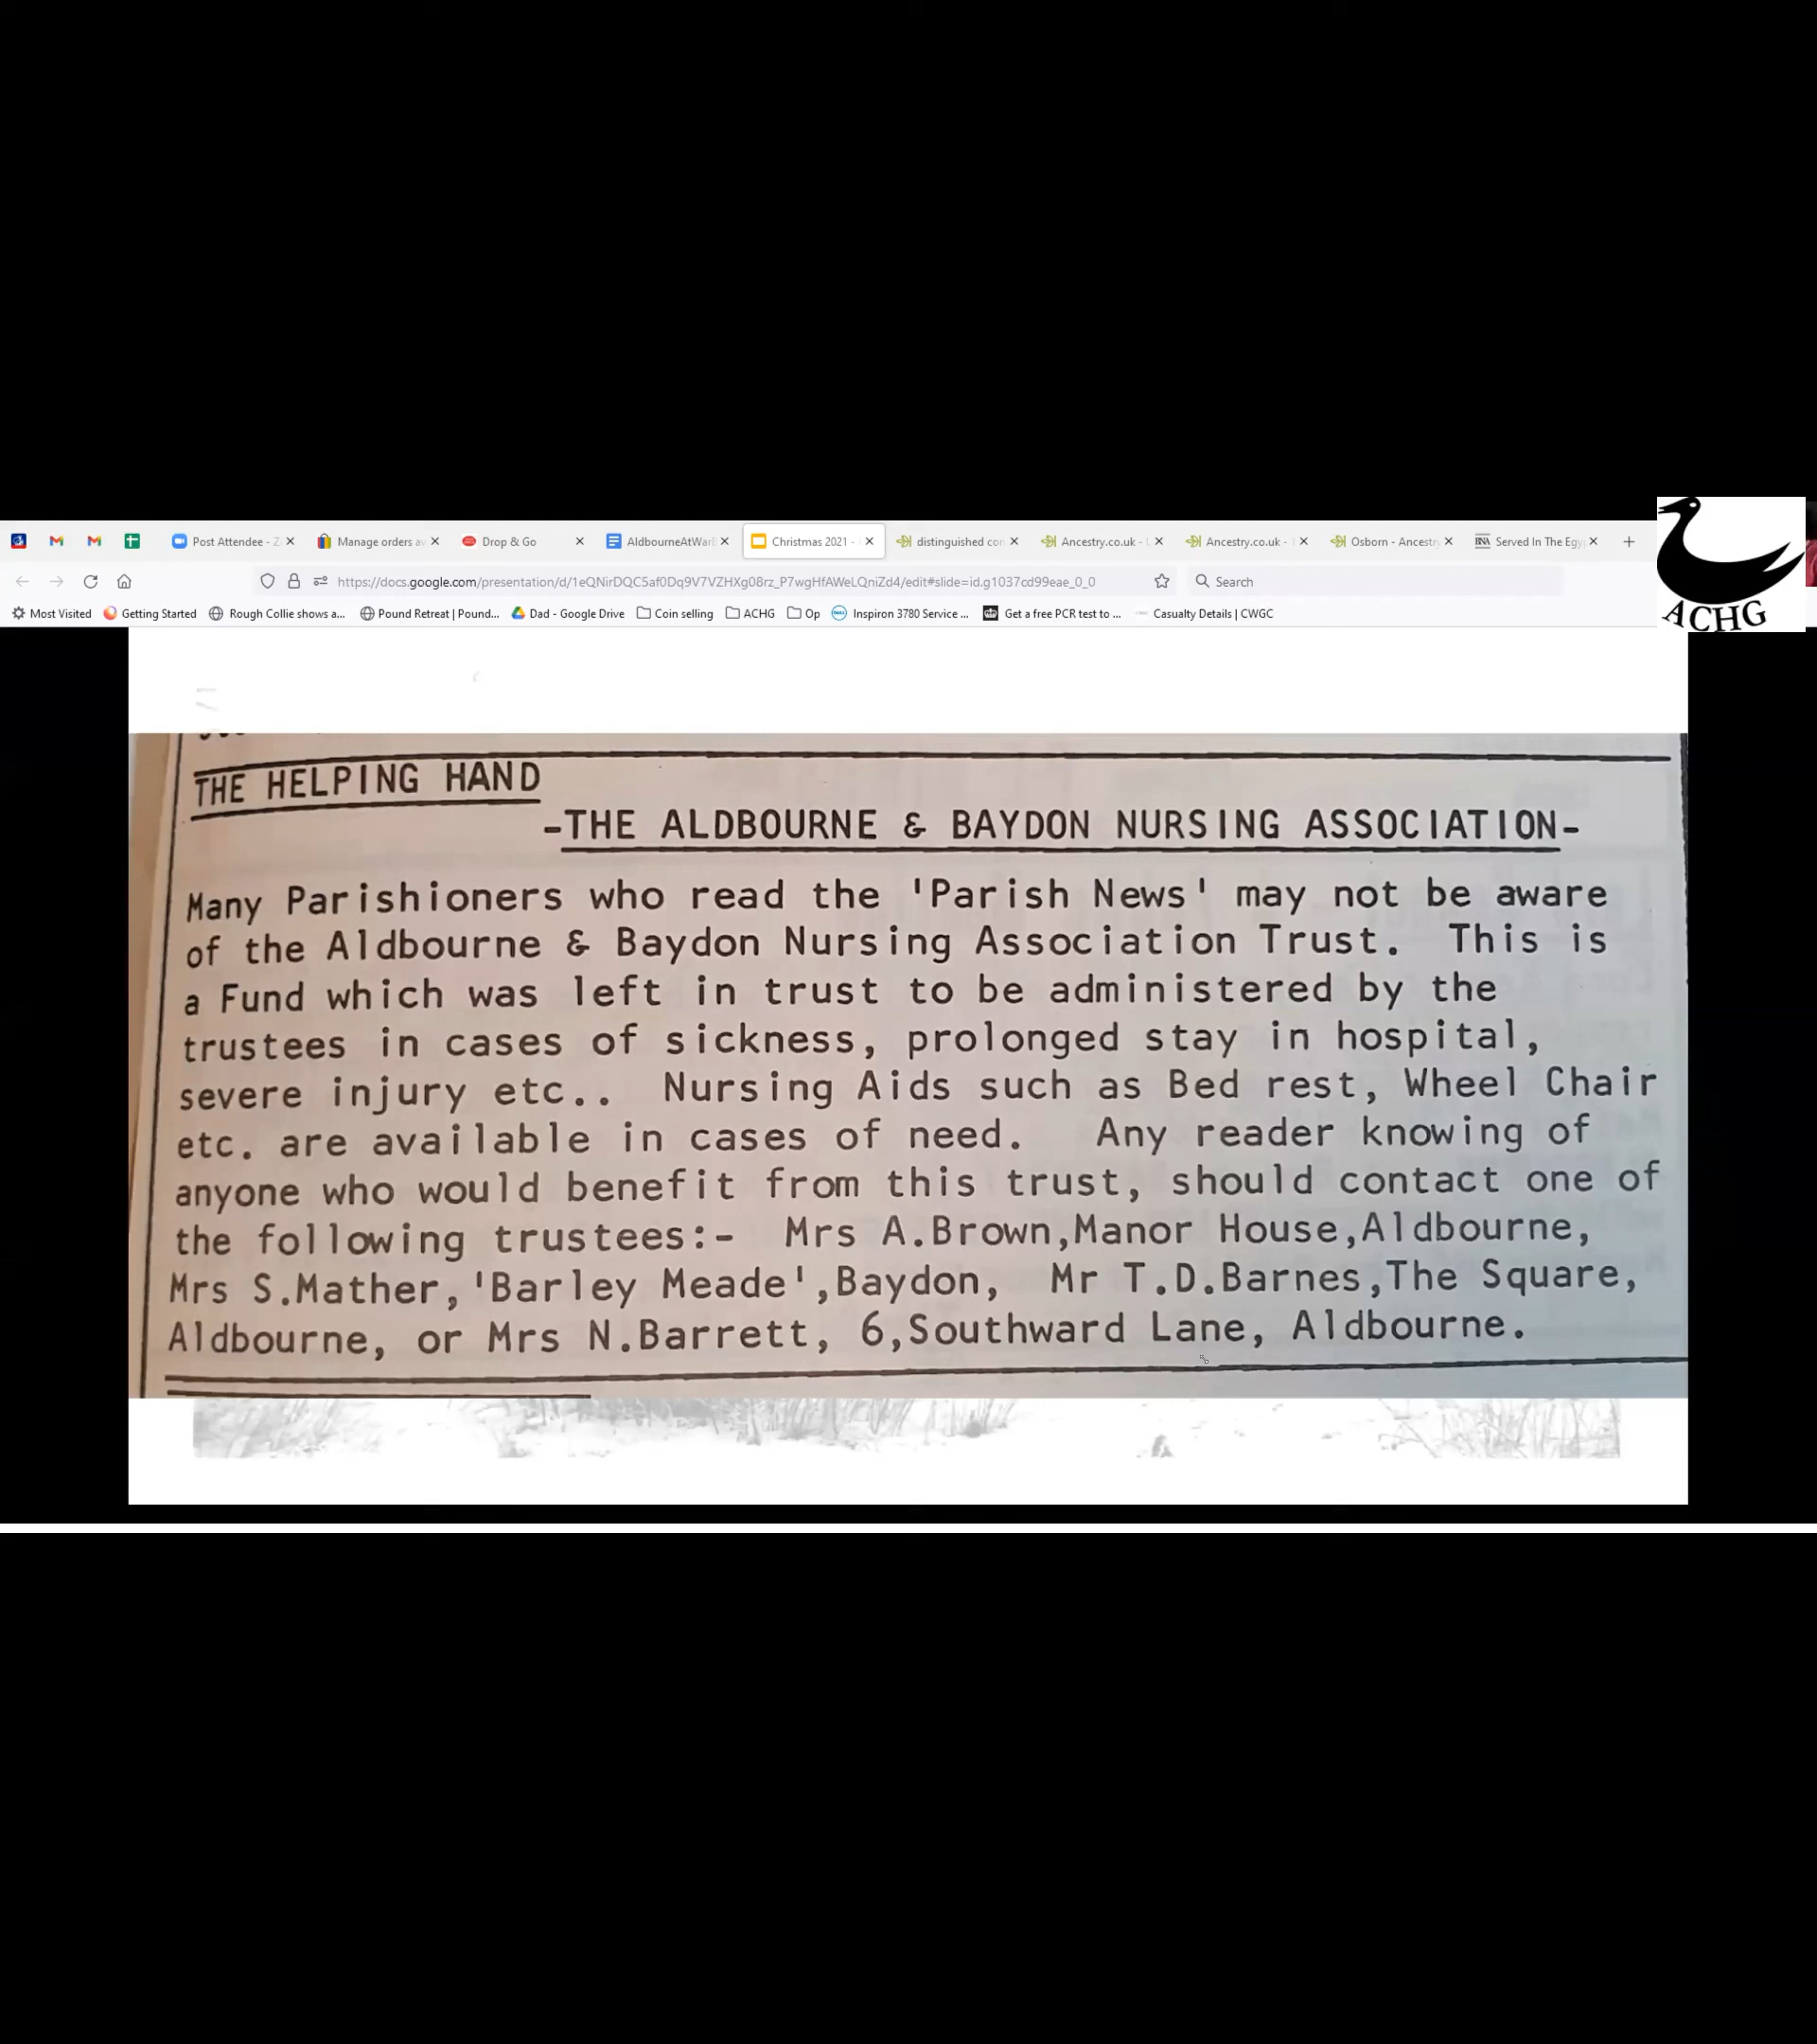 Post Attendee - Z
Manage orders av
Drop & Go
AldbourneAtWarB
Christmas 2021 -
distinguished con
Ancestry.co.uk -
Ancestry.co.uk -
Osborn - Ancestry
BNA
Served In The Egy
https://docs.google.com/presentation/d/1eQNirDQC5af0Dq9V7VZHXg08rz_P7wgHfAWeLQniZd4/edit#slide=id.g1037cd99eae_0_0
Search
Most Visited
Getting Started
Rough Collie shows a...
Pound Retreat | Pound...
Dad - Google Drive
Coin selling
ACHG
Op
Inspiron 3780 Service ...
Get a free PCR test to ...
Casualty Details | CWGC
ACHG
THE HELPING HAND
-THE ALDBOURNE & BAYDON NURSING ASSOCIATION-
Many Parishioners who read the 'Parish News' may not be aware
of the Aldbourne & Baydon Nursing Association Trust. This is
a Fund which was left in trust to be administered by the
trustees in cases of sickness, prolonged stay in hospital,
severe injury etc.. Nursing Aids such as Bed rest, Wheel Chair
etc. are available in cases of need. Any reader knowing of
anyone who would benefit from this trust, should contact one of
the following trustees:- Mrs A.Brown,Manor House,Aldbourne,
Mrs S.Mather,'Barley Meade',Baydon, Mr T.D.Barnes,The Square,
Aldbourne, or Mrs N.Barrett, 6,Southward Lane, Aldbourne.